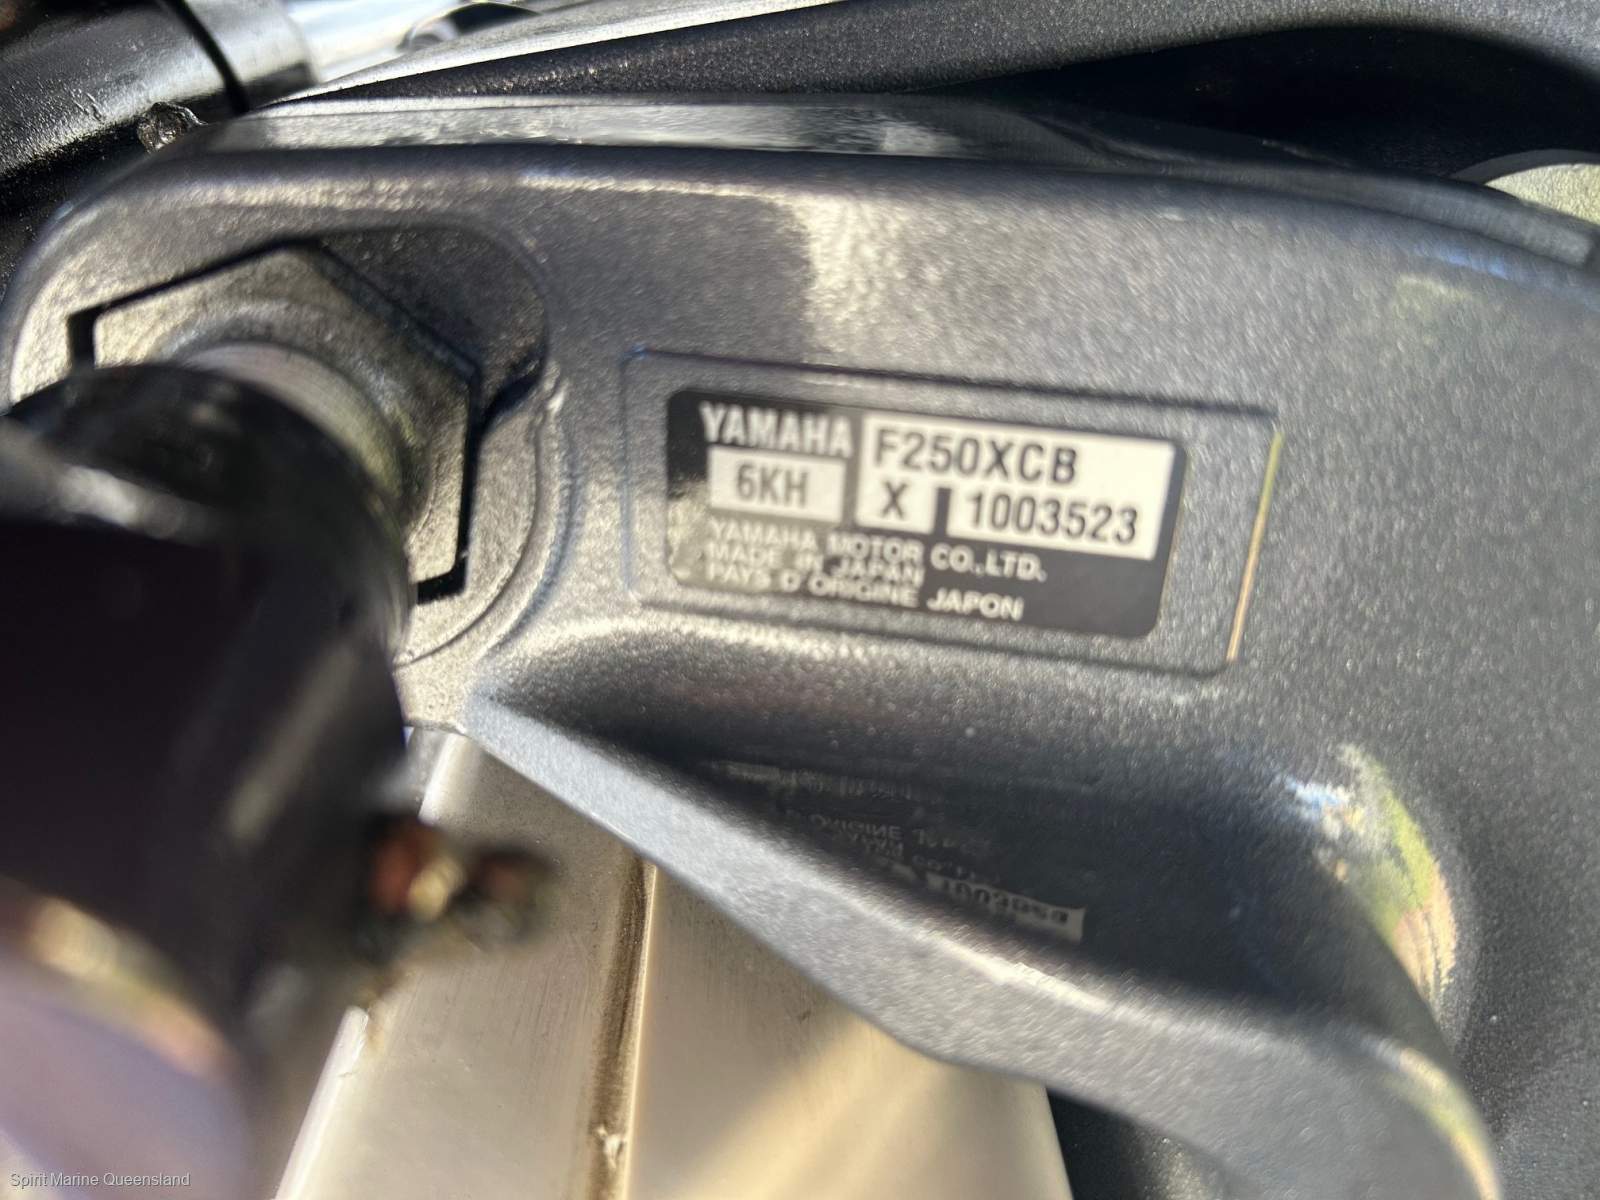 YAMAHA F250XCB
6KH X 1003523
YAMAHA MOTOR CO.,LTD.
MADE IN JAPAN
PAYS D'ORIGINE JAPON
Spirit Marine Queensland